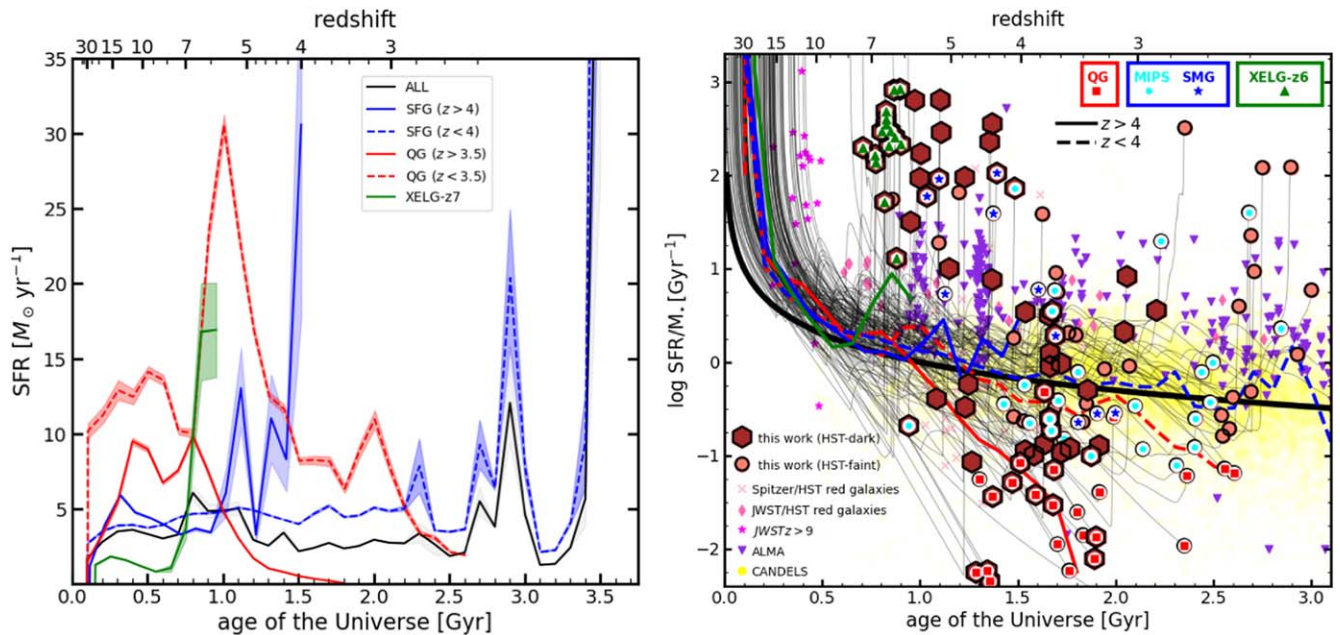 redshift
30 15 10 7 5 4 3
35
30
25
20
15
10
5
SFR [M⊙ yr⁻¹]
ALL
SFG (z > 4)
SFG (z < 4)
QG (z > 3.5)
QG (z < 3.5)
XELG-z7
0.0 0.5 1.0 1.5 2.0 2.5 3.0 3.5
age of the Universe [Gyr]
redshift
30 15 10 7 5 4 3
3
2
1
0
−1
−2
log SFR/M⋆ [Gyr⁻¹]
QG
MIPS SMG
XELG-z6
z > 4
z < 4
this work (HST-dark)
this work (HST-faint)
Spitzer/HST red galaxies
JWST/HST red galaxies
JWSTz > 9
ALMA
CANDELS
0.0 0.5 1.0 1.5 2.0 2.5 3.0
age of the Universe [Gyr]